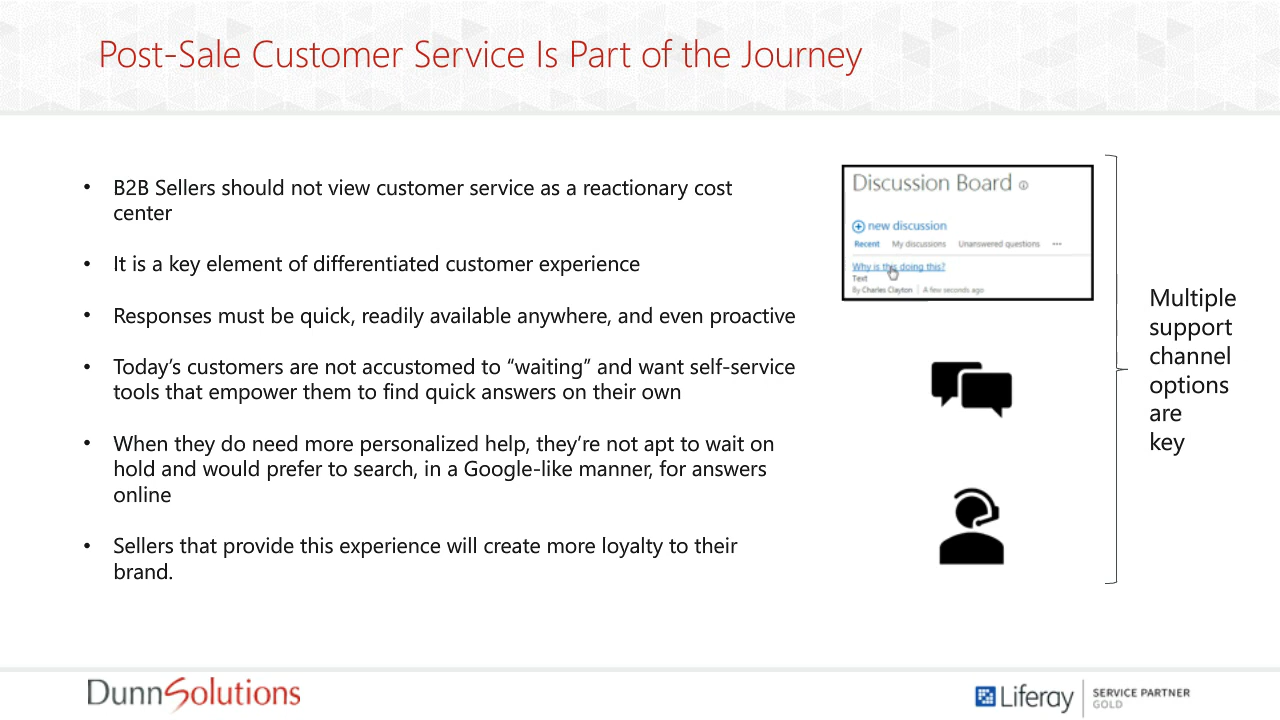 Post-Sale Customer Service Is Part of the Journey
• B2B Sellers should not view customer service as a reactionary cost
center
• It is a key element of differentiated customer experience
• Responses must be quick, readily available anywhere, and even proactive
• Today’s customers are not accustomed to “waiting” and want self-service
tools that empower them to find quick answers on their own
• When they do need more personalized help, they’re not apt to wait on
hold and would prefer to search, in a Google-like manner, for answers
online
• Sellers that provide this experience will create more loyalty to their
brand.
Discussion Board
new discussion
Recent My discussions Unanswered questions •••
Why is this doing this?
Text
By Charles Clayton | A few seconds ago
Multiple
support
channel
options
are
key
DunnSolutions
Liferay
SERVICE PARTNER
GOLD